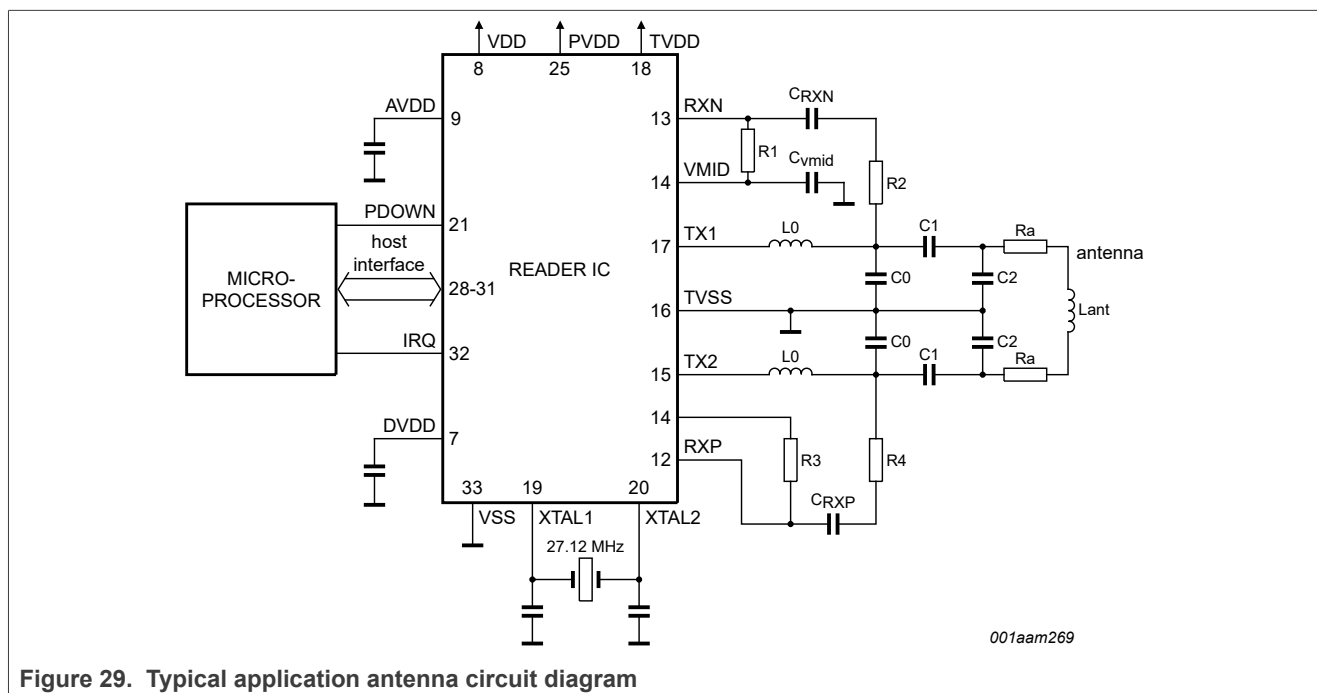 VDD
PVDD
TVDD
8
25
18
AVDD
9
RXN
13
CRXN
R1
VMID
14
Cvmid
R2
PDOWN
21
host
interface
28-31
MICRO-
PROCESSOR
READER IC
IRQ
32
TX1
17
L0
C1
Ra
antenna
C0
C2
TVSS
16
Lant
C0
C2
TX2
15
L0
C1
Ra
14
DVDD
7
RXP
12
R3
R4
CRXP
33
19
20
VSS
XTAL1
XTAL2
27.12 MHz
001aam269
Figure 29. Typical application antenna circuit diagram